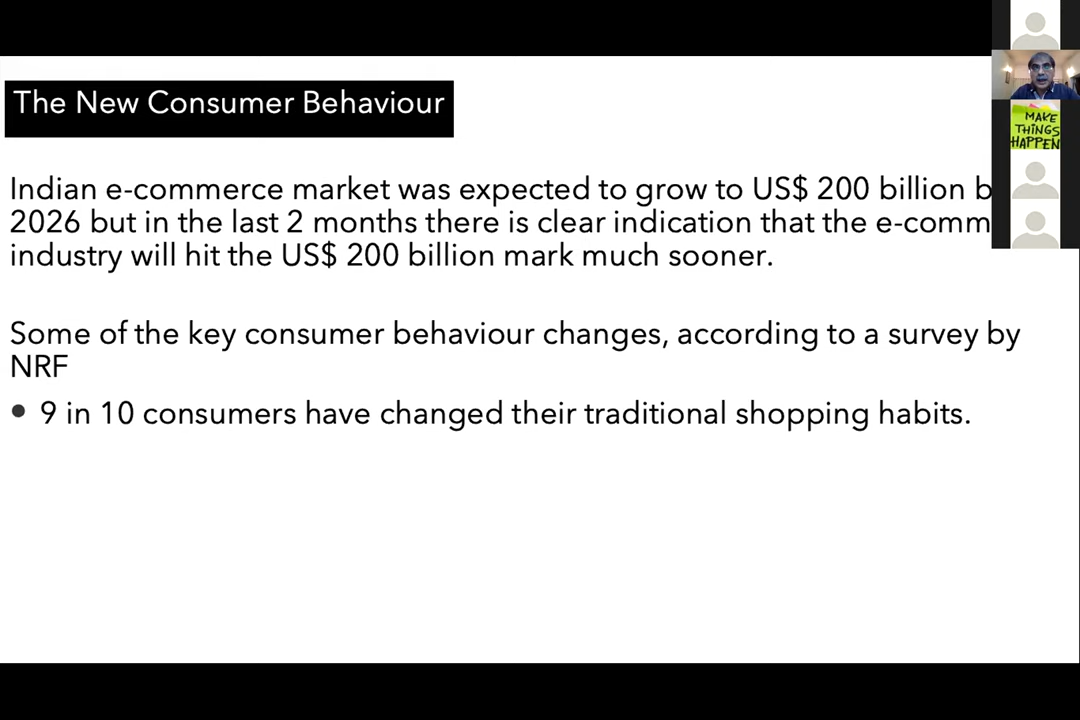 The New Consumer Behaviour
MAKE
THINGS
HAPPEN
Indian e-commerce market was expected to grow to US$ 200 billion b
2026 but in the last 2 months there is clear indication that the e-comm
industry will hit the US$ 200 billion mark much sooner.
Some of the key consumer behaviour changes, according to a survey by
NRF
• 9 in 10 consumers have changed their traditional shopping habits.